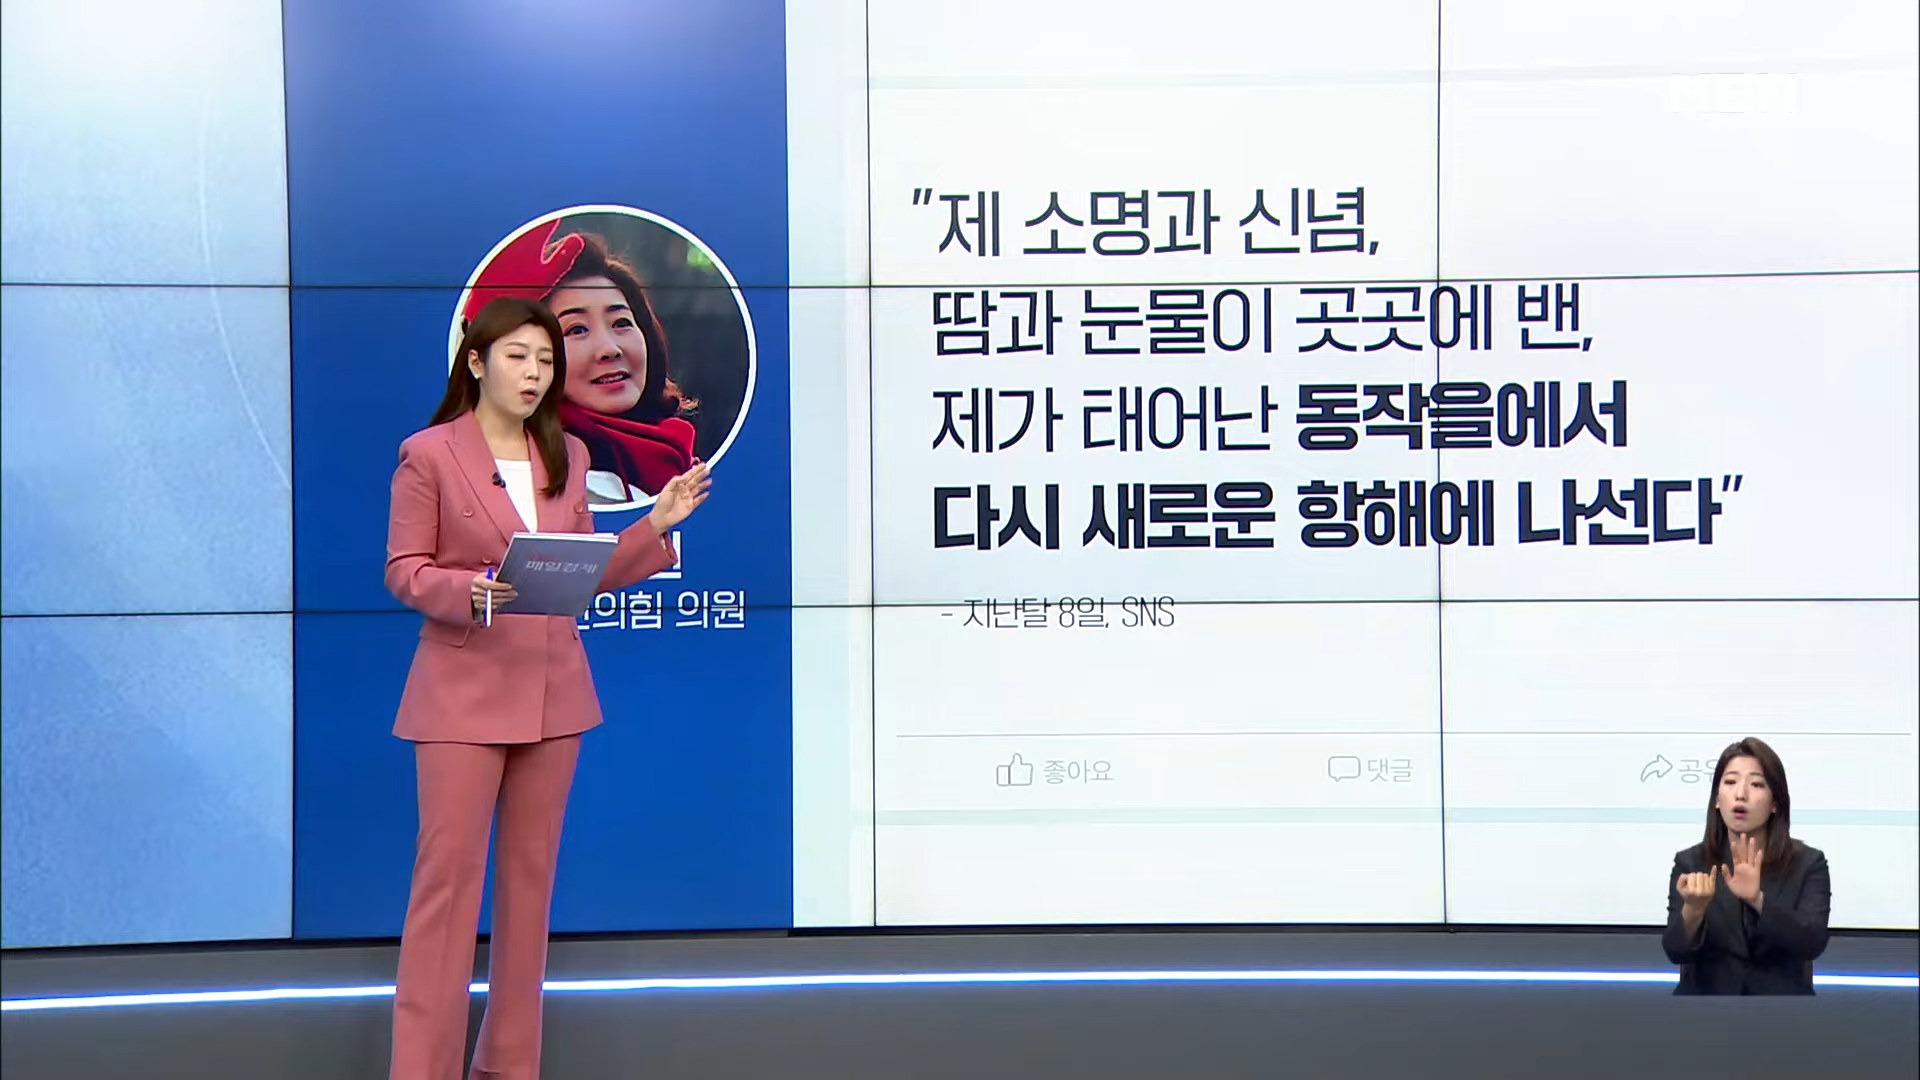 "제 소명과 신념,
땀과 눈물이 곳곳에 밴,
제가 태어난 동작을에서
다시 새로운 항해에 나선다"
- 지난달 8일, SNS
의원
좋아요
댓글
매일경제